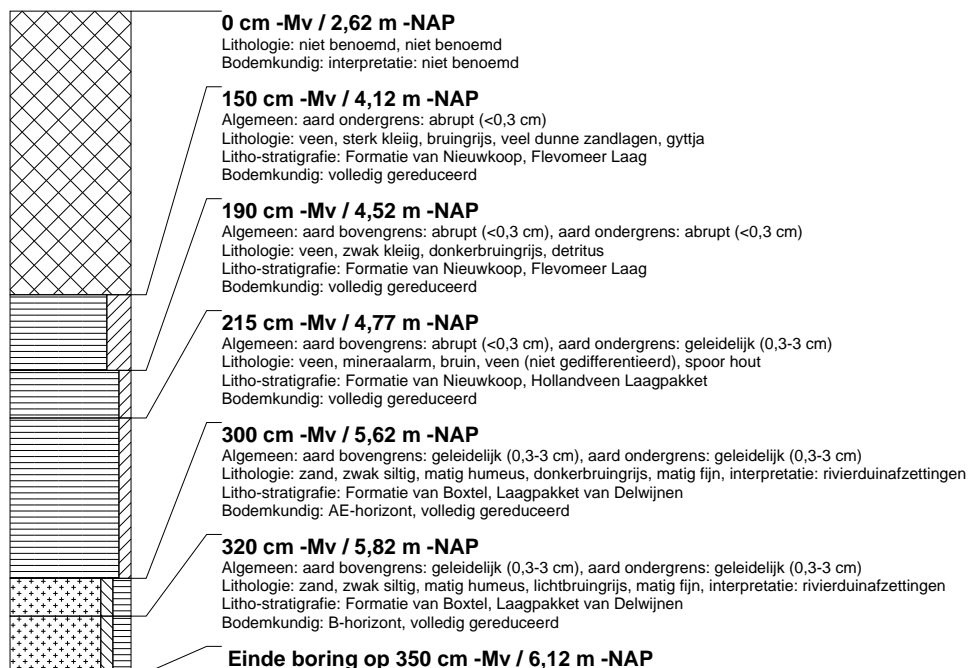 0 cm -Mv / 2,62 m -NAP
Lithologie: niet benoemd, niet benoemd
Bodemkundig: interpretatie: niet benoemd
150 cm -Mv / 4,12 m -NAP
Algemeen: aard ondergrens: abrupt (<0,3 cm)
Lithologie: veen, sterk kleiig, bruingrijs, veel dunne zandlagen, gyttja
Litho-stratigrafie: Formatie van Nieuwkoop, Flevomeer Laag
Bodemkundig: volledig gereduceerd
190 cm -Mv / 4,52 m -NAP
Algemeen: aard bovengrens: abrupt (<0,3 cm), aard ondergrens: abrupt (<0,3 cm)
Lithologie: veen, zwak kleiig, donkerbruingrijs, detritus
Litho-stratigrafie: Formatie van Nieuwkoop, Flevomeer Laag
Bodemkundig: volledig gereduceerd
215 cm -Mv / 4,77 m -NAP
Algemeen: aard bovengrens: abrupt (<0,3 cm), aard ondergrens: geleidelijk (0,3-3 cm)
Lithologie: veen, mineraalarm, bruin, veen (niet gedifferentieerd), spoor hout
Litho-stratigrafie: Formatie van Nieuwkoop, Hollandveen Laagpakket
Bodemkundig: volledig gereduceerd
300 cm -Mv / 5,62 m -NAP
Algemeen: aard bovengrens: geleidelijk (0,3-3 cm), aard ondergrens: geleidelijk (0,3-3 cm)
Lithologie: zand, zwak siltig, matig humeus, donkerbruingrijs, matig fijn, interpretatie: rivierduinafzettingen
Litho-stratigrafie: Formatie van Boxtel, Laagpakket van Delwijnen
Bodemkundig: AE-horizont, volledig gereduceerd
320 cm -Mv / 5,82 m -NAP
Algemeen: aard bovengrens: geleidelijk (0,3-3 cm), aard ondergrens: geleidelijk (0,3-3 cm)
Lithologie: zand, zwak siltig, matig humeus, lichtbruingrijs, matig fijn, interpretatie: rivierduinafzettingen
Litho-stratigrafie: Formatie van Boxtel, Laagpakket van Delwijnen
Bodemkundig: B-horizont, volledig gereduceerd
Einde boring op 350 cm -Mv / 6,12 m -NAP